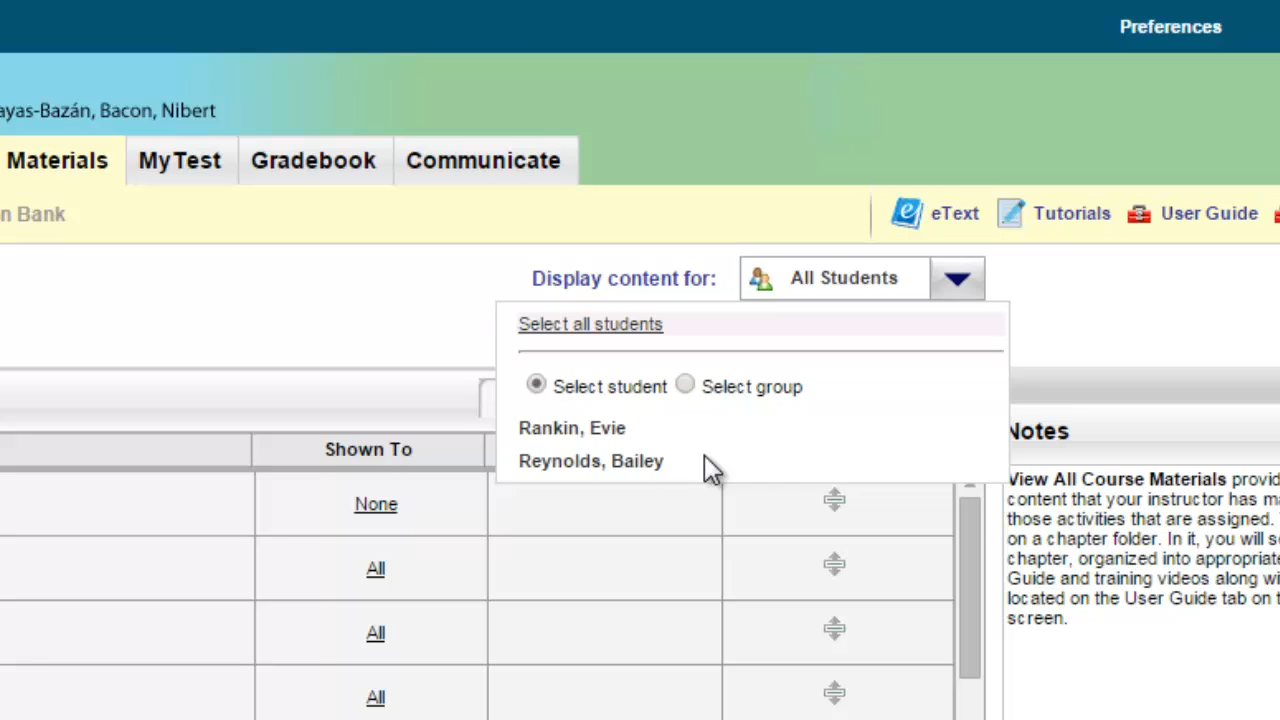 Preferences
ayas-Bazán, Bacon, Nibert
Materials
MyTest
Gradebook
Communicate
n Bank
eText
Tutorials
User Guide
Display content for:
All Students
Select all students
Select student
Select group
Rankin, Evie
Reynolds, Bailey
Shown To
None
All
All
All
Notes
View All Course Materials provid
content that your instructor has ma
those activities that are assigned.
on a chapter folder. In it, you will s
chapter, organized into appropriate
Guide and training videos along wi
located on the User Guide tab on t
screen.